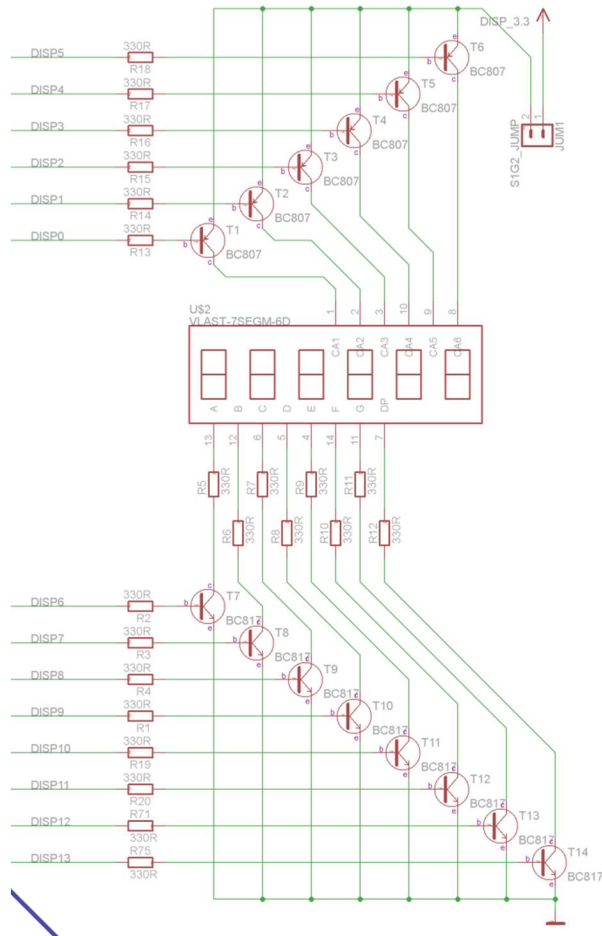 DISP_3.3
DISP5
330R
R18
T6
BC807
DISP4
330R
R17
T5
BC807
DISP3
330R
R16
T4
BC807
DISP2
330R
R15
T3
BC807
DISP1
330R
R14
T2
BC807
DISP0
330R
R13
T1
BC807
S1G2_JUMP
2
1
JUM1
e
b
c
e
b
c
e
b
c
e
b
c
e
b
c
e
b
c
U$2
VLAST-7SEGM-6D
1
2
3
10
9
8
CA1
CA2
CA3
CA4
CA5
CA6
A
B
C
D
E
F
G
DP
13
12
6
5
4
14
11
7
R5
330R
R7
330R
R9
330R
R11
330R
R6
330R
R8
330R
R10
330R
R12
330R
DISP6
330R
R2
T7
BC817
DISP7
330R
R3
T8
BC817
DISP8
330R
R4
T9
BC817
DISP9
330R
R1
T10
BC817
DISP10
330R
R19
T11
BC817
DISP11
330R
R20
T12
BC817
DISP12
R71
330R
T13
BC817
DISP13
R75
330R
T14
BC817
c
b
e
c
b
e
c
b
e
c
b
e
c
b
e
c
b
e
c
b
e
c
b
e